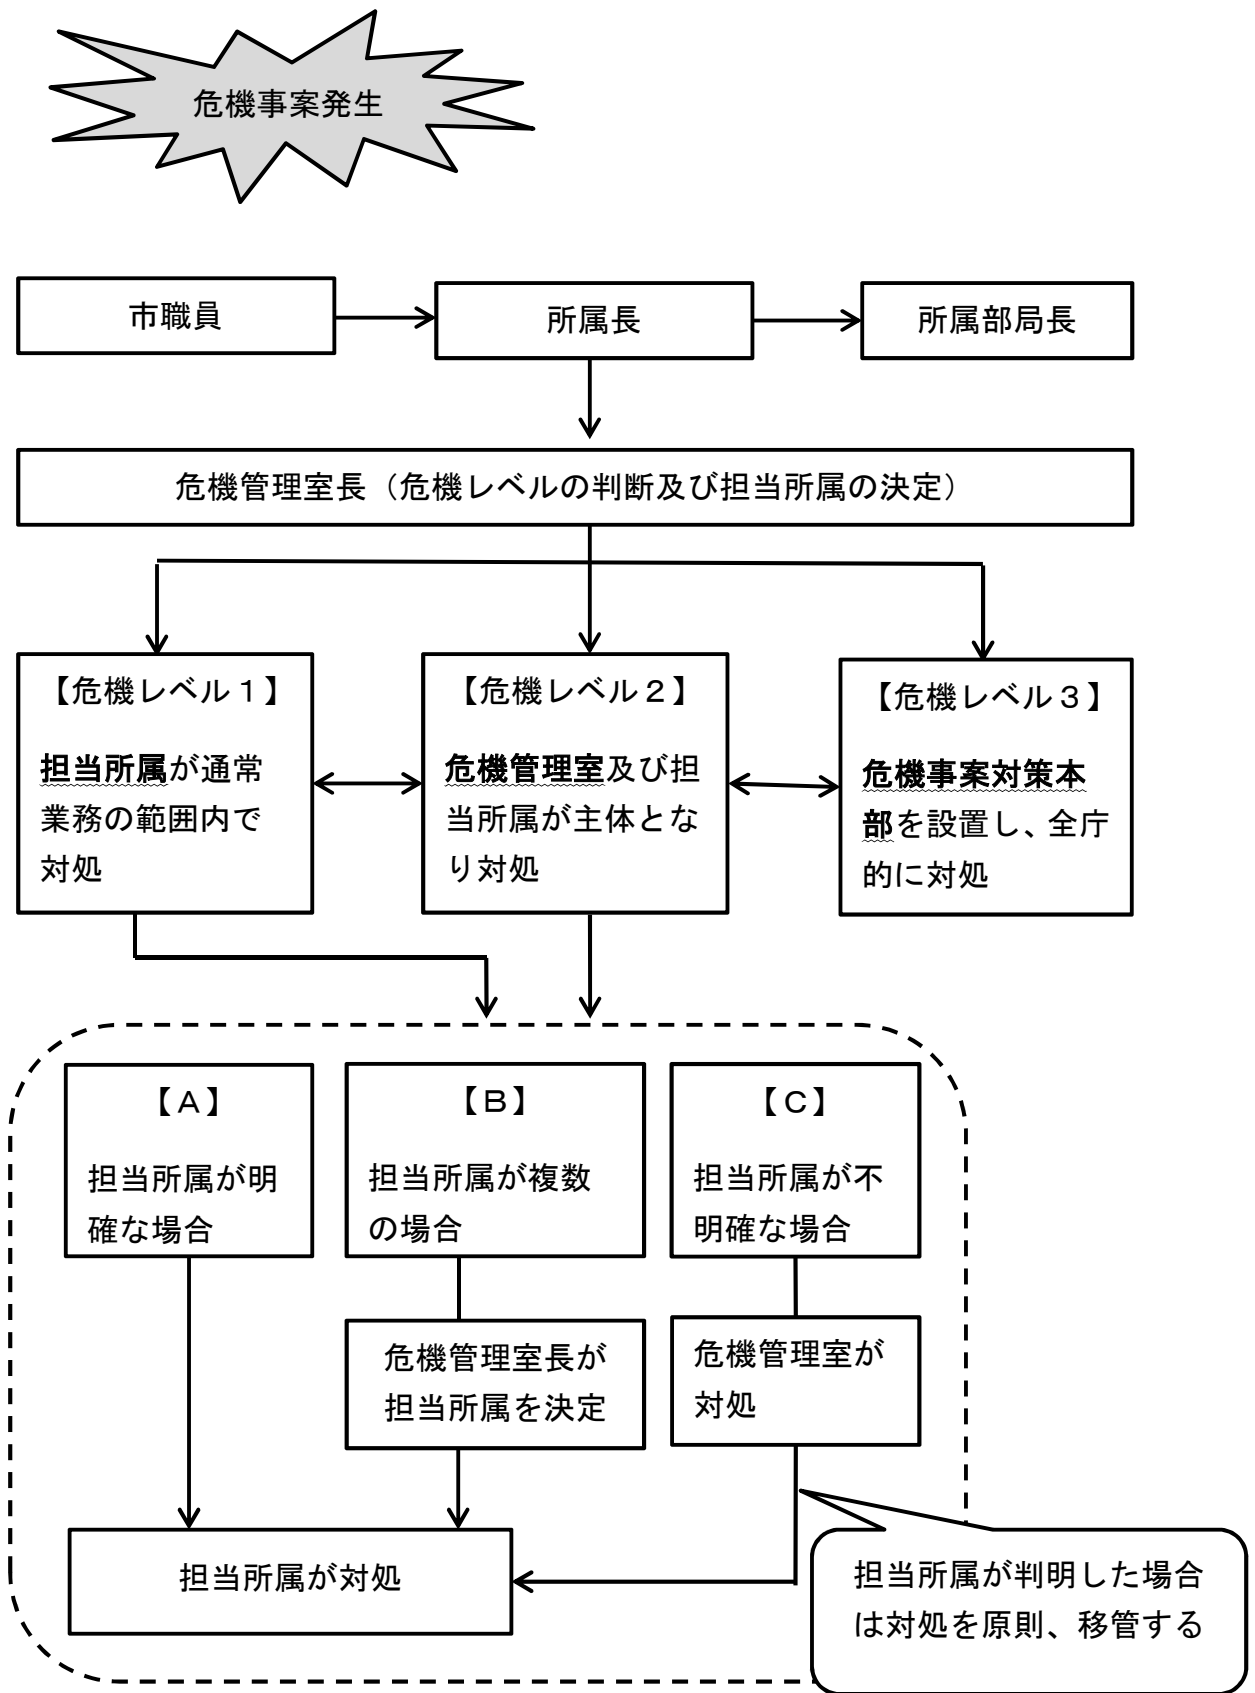 危機事案発生
市職員
所属長
所属部局長
危機管理室長（危機レベルの判断及び担当所属の決定）
【危機レベル１】
担当所属が通常
業務の範囲内で
対処
【危機レベル２】
危機管理室及び担
当所属が主体とな
り対処
【危機レベル３】
危機事案対策本
部を設置し、全庁
的に対処
【Ａ】
担当所属が明
確な場合
【Ｂ】
担当所属が複数
の場合
【Ｃ】
担当所属が不
明確な場合
危機管理室長が
担当所属を決定
危機管理室が
対処
担当所属が対処
担当所属が判明した場合
は対処を原則、移管する